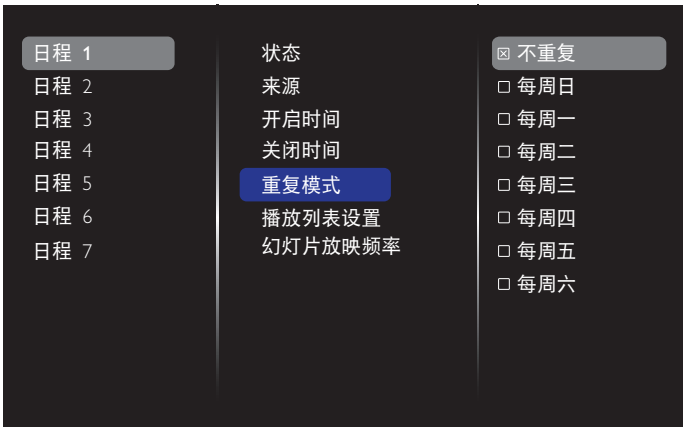 日程 1
日程 2
日程 3
日程 4
日程 5
日程 6
日程 7
状态
来源
开启时间
关闭时间
重复模式
播放列表设置
幻灯片放映频率
不重复
每周日
每周一
每周二
每周三
每周四
每周五
每周六